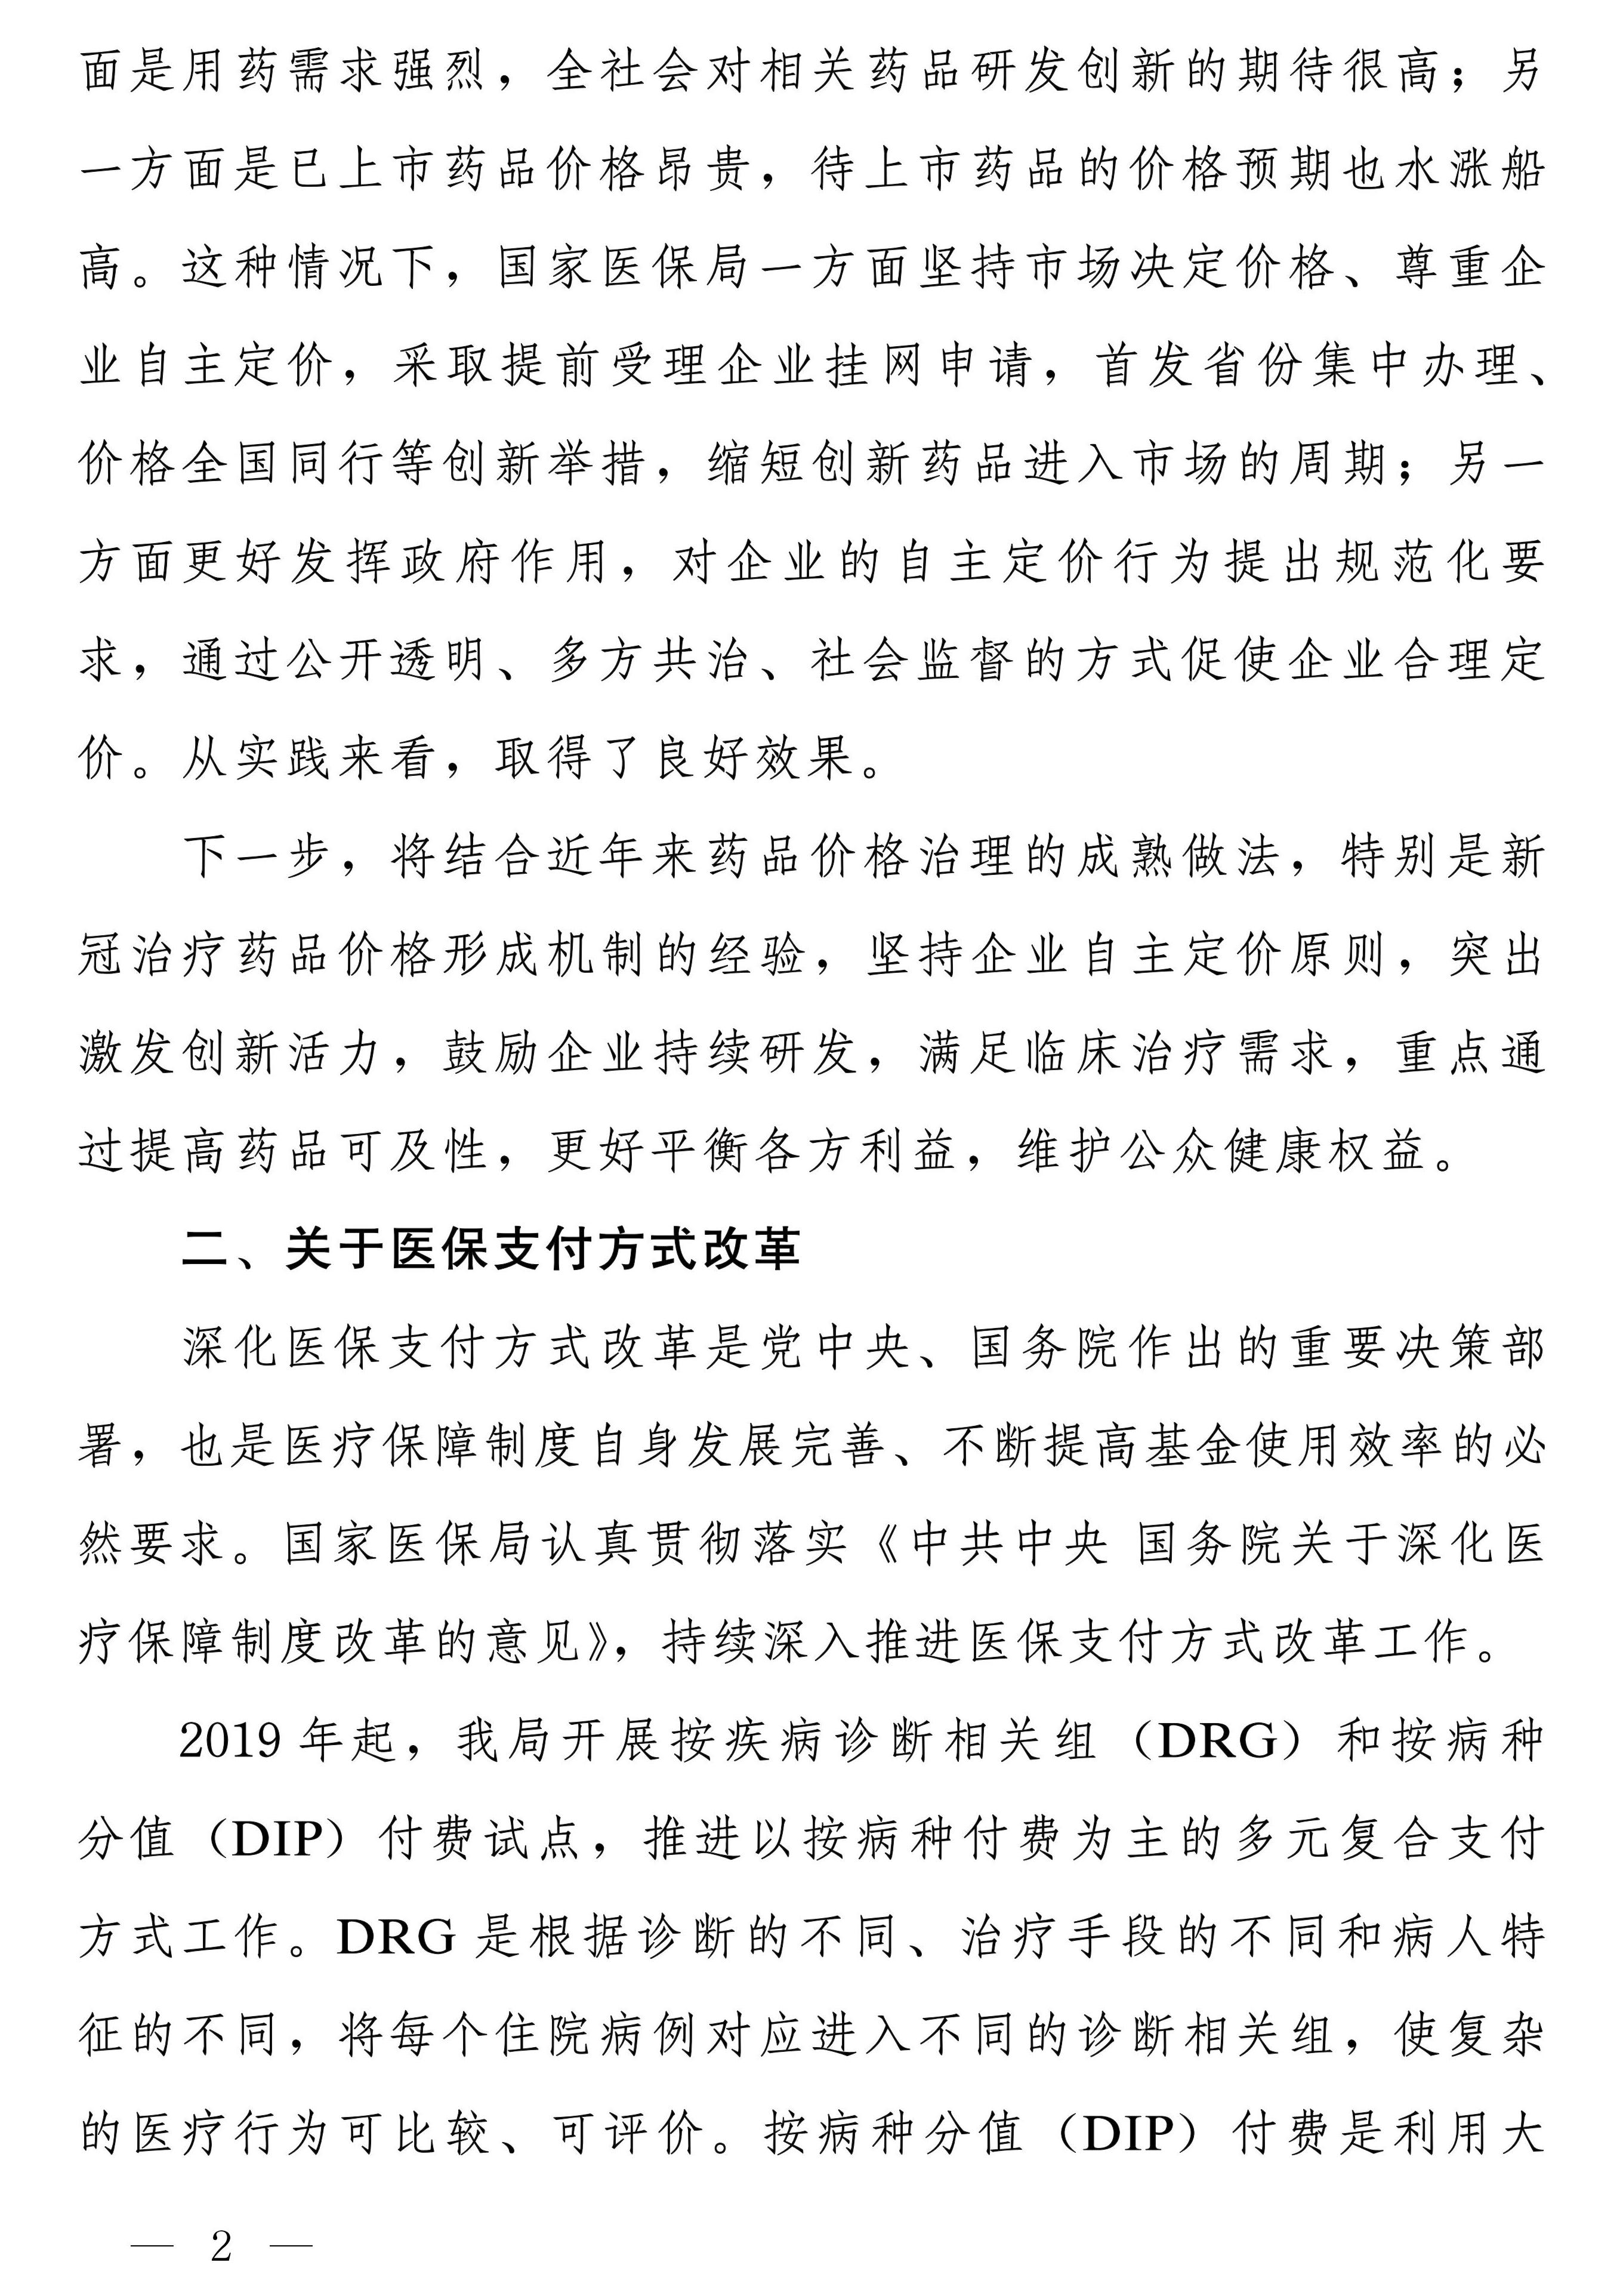 面是用药需求强烈，全社会对相关药品研发创新的期待很高；另
一方面是已上市药品价格昂贵，待上市药品的价格预期也水涨船
高。这种情况下，国家医保局一方面坚持市场决定价格、尊重企
业自主定价，采取提前受理企业挂网申请，首发省份集中办理、
价格全国同行等创新举措，缩短创新药品进入市场的周期；另一
方面更好发挥政府作用，对企业的自主定价行为提出规范化要
求，通过公开透明、多方共治、社会监督的方式促使企业合理定
价。从实践来看，取得了良好效果。
下一步，将结合近年来药品价格治理的成熟做法，特别是新
冠治疗药品价格形成机制的经验，坚持企业自主定价原则，突出
激发创新活力，鼓励企业持续研发，满足临床治疗需求，重点通
过提高药品可及性，更好平衡各方利益，维护公众健康权益。
二、关于医保支付方式改革
深化医保支付方式改革是党中央、国务院作出的重要决策部
署，也是医疗保障制度自身发展完善、不断提高基金使用效率的必
然要求。国家医保局认真贯彻落实《中共中央 国务院关于深化医
疗保障制度改革的意见》，持续深入推进医保支付方式改革工作。
2019 年起，我局开展按疾病诊断相关组（DRG）和按病种
分值（DIP）付费试点，推进以按病种付费为主的多元复合支付
方式工作。DRG 是根据诊断的不同、治疗手段的不同和病人特
征的不同，将每个住院病例对应进入不同的诊断相关组，使复杂
的医疗行为可比较、可评价。按病种分值（DIP）付费是利用大
— 2 —